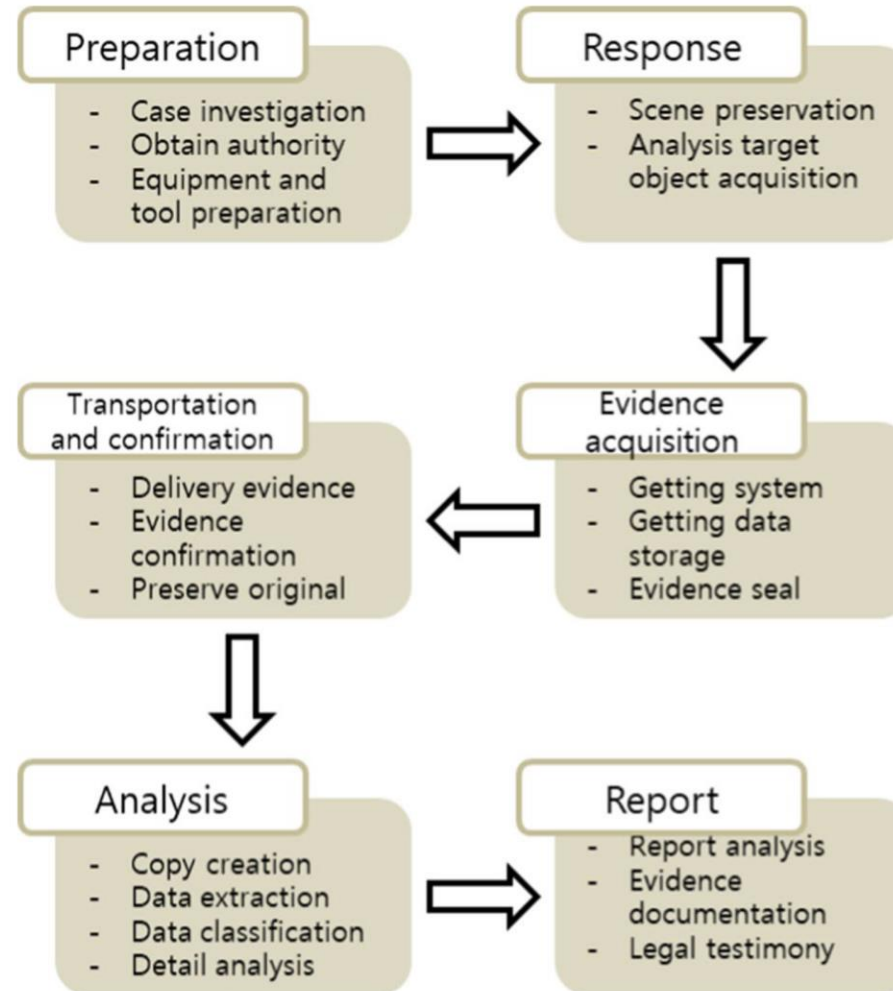 Preparation
- Case investigation
- Obtain authority
- Equipment and
tool preparation
Response
- Scene preservation
- Analysis target
object acquisition
Evidence
acquisition
- Getting system
- Getting data
storage
- Evidence seal
Transportation
and confirmation
- Delivery evidence
- Evidence
confirmation
- Preserve original
Analysis
- Copy creation
- Data extraction
- Data classification
- Detail analysis
Report
- Report analysis
- Evidence
documentation
- Legal testimony